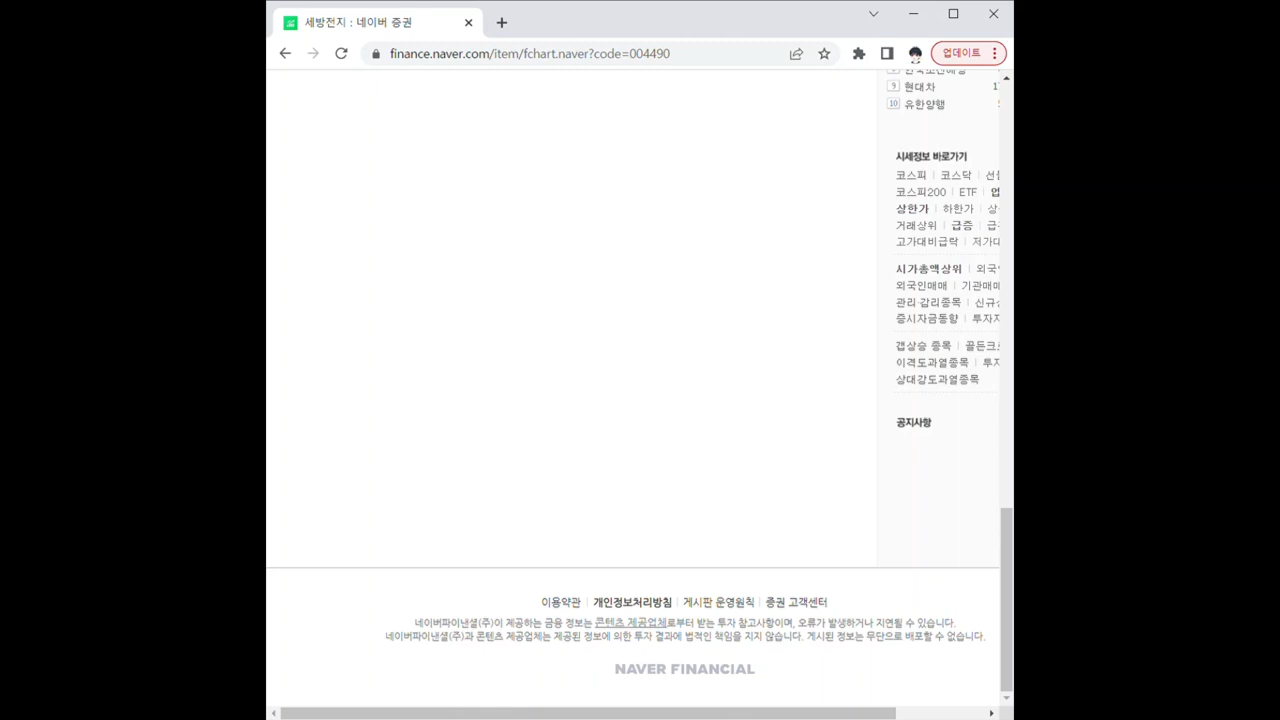 세방전지 : 네이버 증권
finance.naver.com/item/fchart.naver?code=004490
업데이트
9 현대차
10 유한양행
시세정보 바로가기
코스피 | 코스닥
코스피200 | ETF
상한가 | 하한가
거래상위 | 급증
고가대비급락
시가총액상위
외국인매매 | 기관매매
관리·감리종목
증시자금동향
갭상승 종목
이격도과열종목
상대강도과열종목
공지사항
이용약관 | 개인정보처리방침 | 게시판 운영원칙 | 증권 고객센터
네이버파이낸셜(주)이 제공하는 금융 정보는 콘텐츠 제공업체로부터 받는 투자 참고사항이며, 오류가 발생하거나 지연될 수 있습니다.
네이버파이낸셜(주)과 콘텐츠 제공업체는 제공된 정보에 의한 투자 결과에 법적인 책임을 지지 않습니다. 게시된 정보는 무단으로 배포할 수 없습니다.
NAVER FINANCIAL